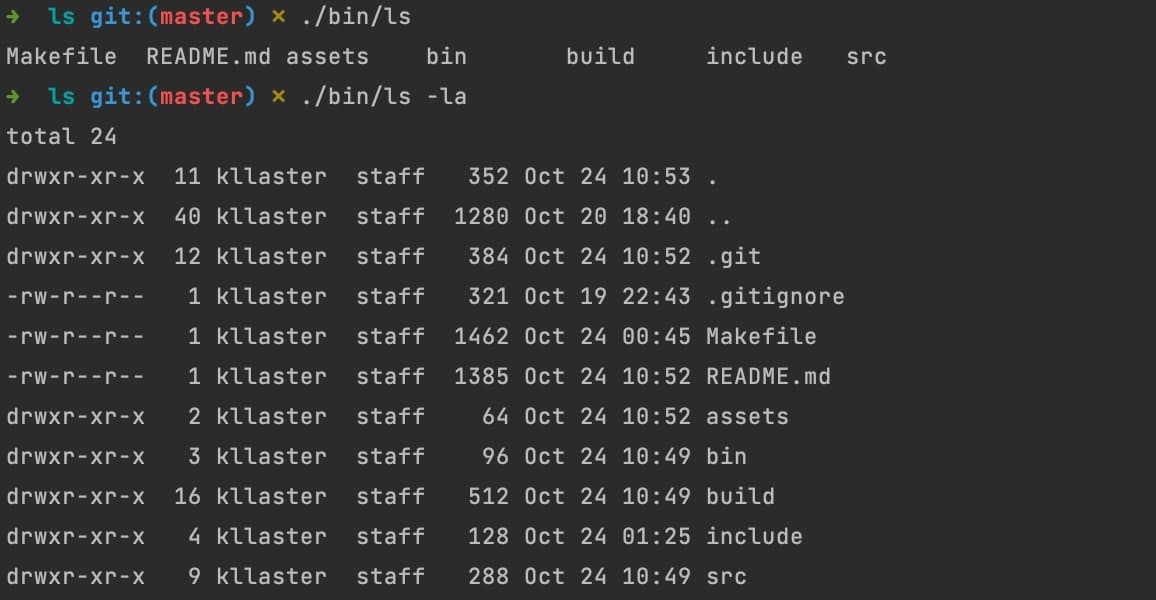 ➜  ls git:(master) ✗ ./bin/ls
Makefile  README.md assets    bin       build     include   src
➜  ls git:(master) ✗ ./bin/ls -la
total 24
drwxr-xr-x  11 kllaster  staff   352 Oct 24 10:53 .
drwxr-xr-x  40 kllaster  staff  1280 Oct 20 18:40 ..
drwxr-xr-x  12 kllaster  staff   384 Oct 24 10:52 .git
-rw-r--r--   1 kllaster  staff   321 Oct 19 22:43 .gitignore
-rw-r--r--   1 kllaster  staff  1462 Oct 24 00:45 Makefile
-rw-r--r--   1 kllaster  staff  1385 Oct 24 10:52 README.md
drwxr-xr-x   2 kllaster  staff    64 Oct 24 10:52 assets
drwxr-xr-x   3 kllaster  staff    96 Oct 24 10:49 bin
drwxr-xr-x  16 kllaster  staff   512 Oct 24 10:49 build
drwxr-xr-x   4 kllaster  staff   128 Oct 24 01:25 include
drwxr-xr-x   9 kllaster  staff   288 Oct 24 10:49 src